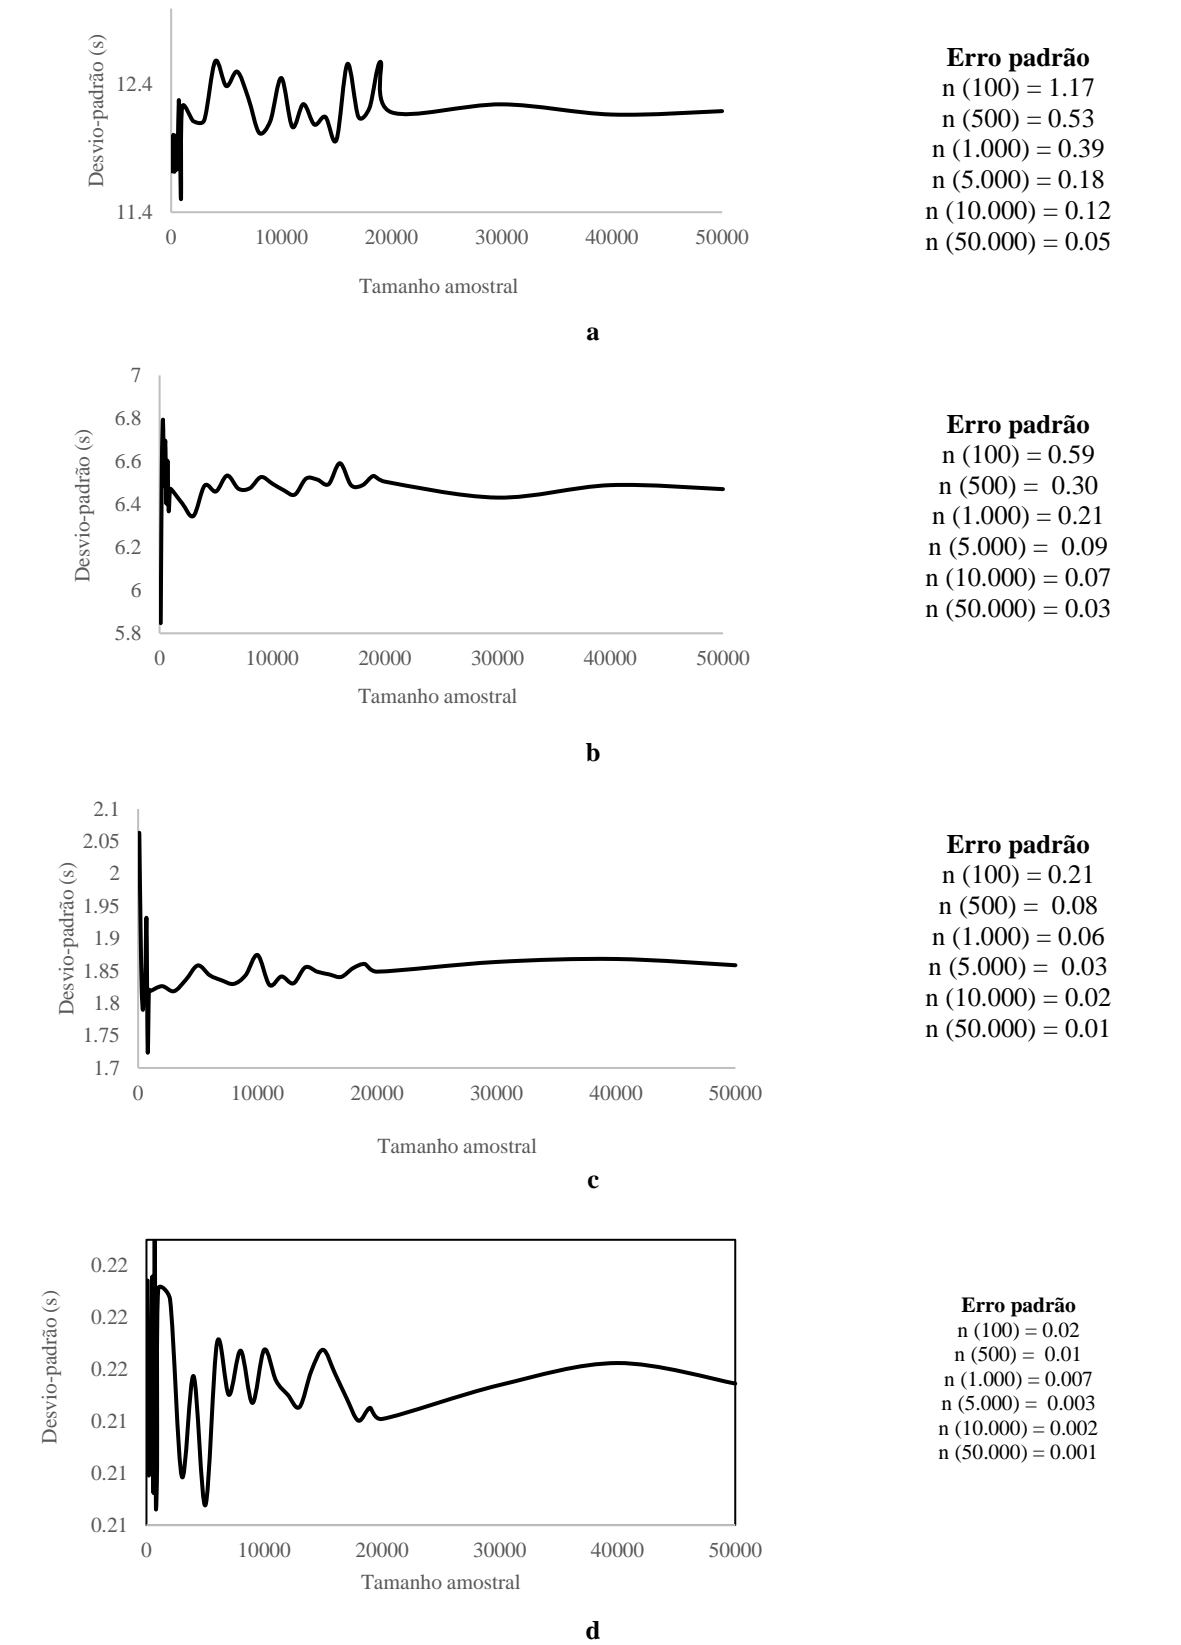 Desvio-padrão (s)
12.4
11.4
0 10000 20000 30000 40000 50000
Tamanho amostral
Erro padrão
n (100) = 1.17
n (500) = 0.53
n (1.000) = 0.39
n (5.000) = 0.18
n (10.000) = 0.12
n (50.000) = 0.05
a
Desvio-padrão (s)
7
6.8
6.6
6.4
6.2
6
5.8
0 10000 20000 30000 40000 50000
Tamanho amostral
Erro padrão
n (100) = 0.59
n (500) = 0.30
n (1.000) = 0.21
n (5.000) = 0.09
n (10.000) = 0.07
n (50.000) = 0.03
b
Desvio-padrão (s)
2.1
2.05
2
1.95
1.9
1.85
1.8
1.75
1.7
0 10000 20000 30000 40000 50000
Tamanho amostral
Erro padrão
n (100) = 0.21
n (500) = 0.08
n (1.000) = 0.06
n (5.000) = 0.03
n (10.000) = 0.02
n (50.000) = 0.01
c
Desvio-padrão (s)
0.22
0.22
0.22
0.21
0.21
0.21
0 10000 20000 30000 40000 50000
Tamanho amostral
Erro padrão
n (100) = 0.02
n (500) = 0.01
n (1.000) = 0.007
n (5.000) = 0.003
n (10.000) = 0.002
n (50.000) = 0.001
d